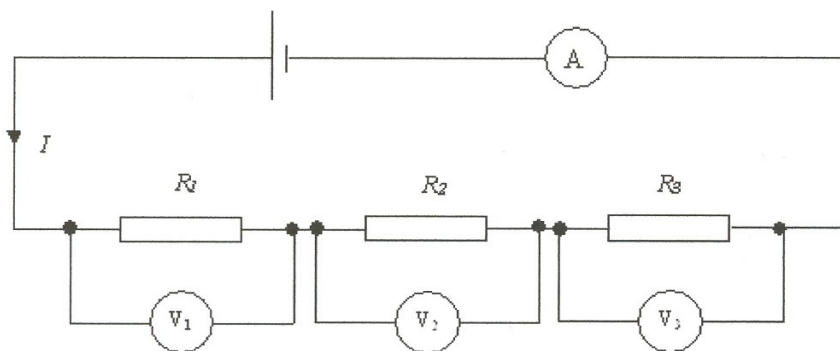 A
I
R₁ R₂ R₃
V₁ V₂ V₃